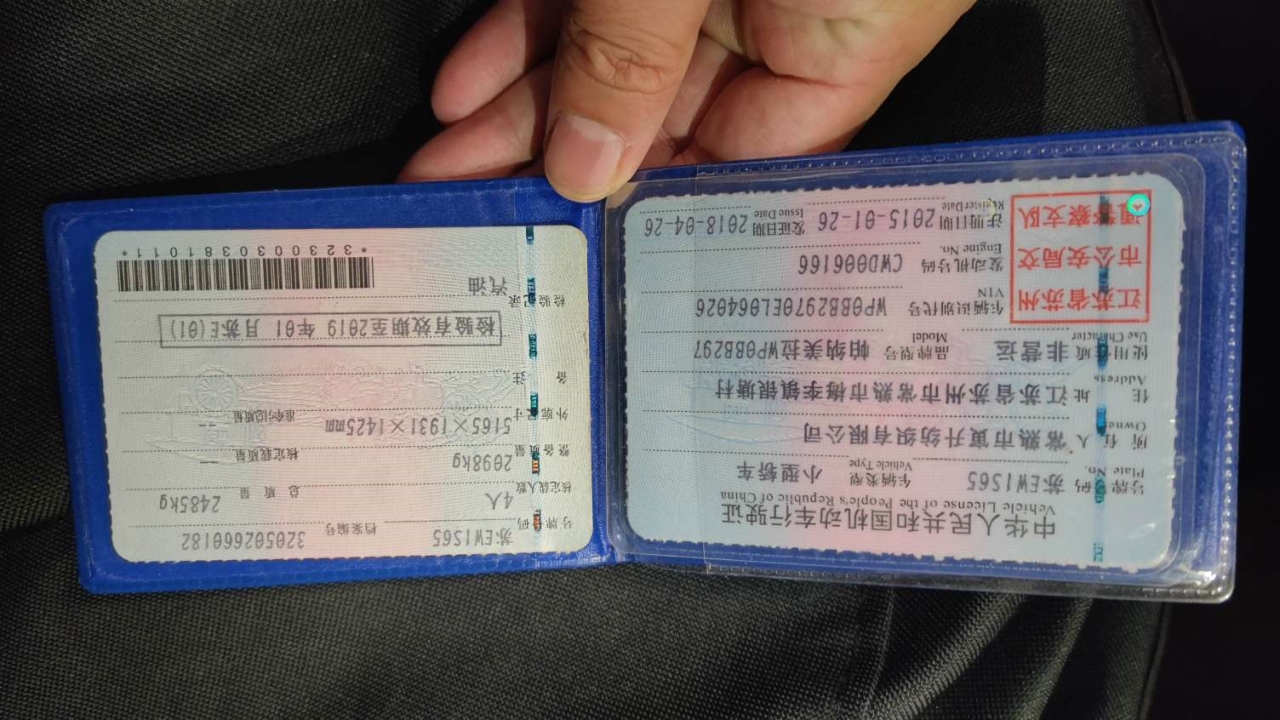 中华人民共和国机动车行驶证
Vehicle License of the People's Republic of China
号牌号码 苏EW1S65 车辆类型 小型轿车
Plate No. Vehicle Type
所有人 常熟市寅升纺织有限公司
Owner
住址 江苏省苏州市常熟市梅李镇银塘村
Address
使用性质 非营运 品牌型号 帕纳美拉WP0BB297
Use Character Model
车辆识别代号 WP0BB2970EL064026
VIN
发动机号码 CWD006166
Engine No.
注册日期 2015-01-26 发证日期 2018-04-26
Register Date Issue Date
江苏省苏州
市公安局交
通警察支队
号牌号码 苏EW1S65 档案编号 320502660182
核定载人数 4人 总质量 2485kg
整备质量 2098kg 核定载质量 --
外廓尺寸 5165×1931×1425mm 准牵引总质量 --
备注
检验有效期至2019年01月苏E(01)
检验记录
汽油
*3230030381011*